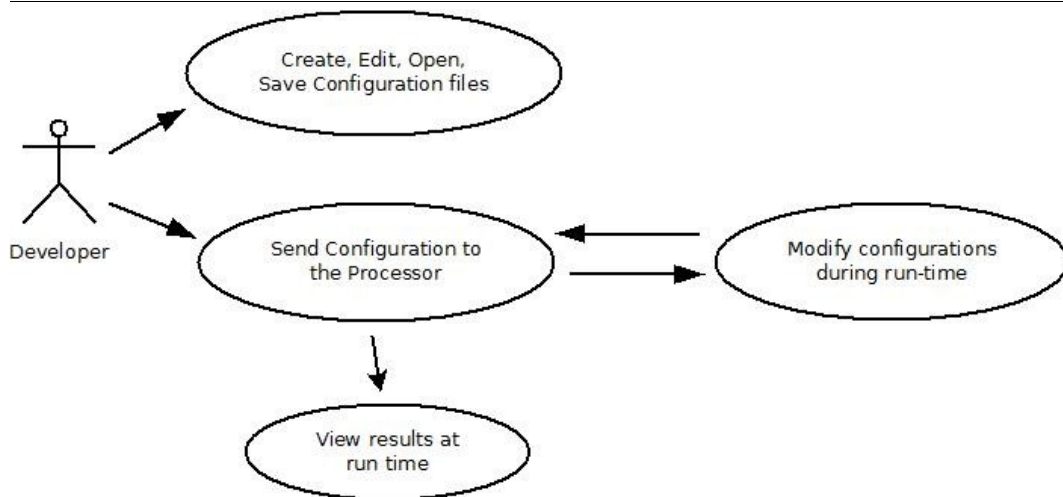 Create, Edit, Open,
Save Configuration files
Developer
Send Configuration to
the Processor
Modify configurations
during run-time
View results at
run time